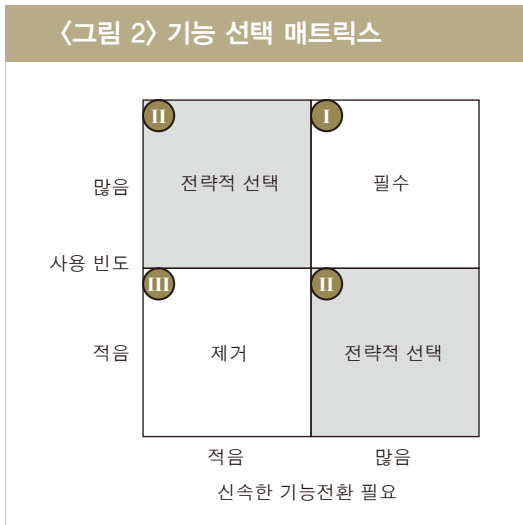 〈그림 2〉 기능 선택 매트릭스
II
I
많음
전략적 선택
필수
사용 빈도
III
II
적음
제거
전략적 선택
적음
많음
신속한 기능전환 필요